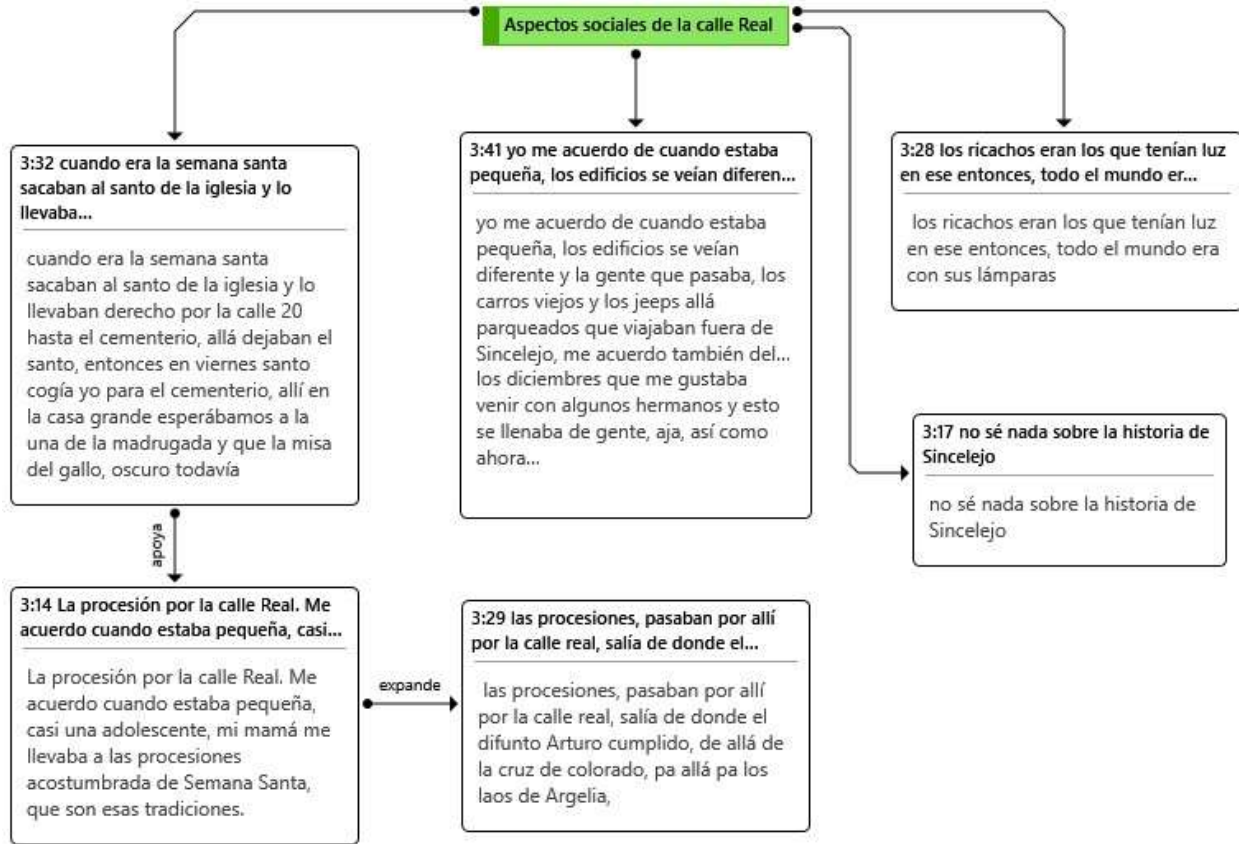 Aspectos sociales de la calle Real
3:32 cuando era la semana santa
sacaban al santo de la iglesia y lo
llevaba...
cuando era la semana santa
sacaban al santo de la iglesia y lo
llevaban derecho por la calle 20
hasta el cementerio, allá dejaban el
santo, entonces en viernes santo
cogía yo para el cementerio, allí en
la casa grande esperábamos a la
una de la madrugada y que la misa
del gallo, oscuro todavía
3:41 yo me acuerdo de cuando estaba
pequeña, los edificios se veían diferen...
yo me acuerdo de cuando estaba
pequeña, los edificios se veían
diferente y la gente que pasaba, los
carros viejos y los jeeps allá
parqueados que viajaban fuera de
Sincelejo, me acuerdo también del...
los diciembres que me gustaba
venir con algunos hermanos y esto
se llenaba de gente, aja, así como
ahora...
3:28 los ricachos eran los que tenían luz
en ese entonces, todo el mundo er...
los ricachos eran los que tenían luz
en ese entonces, todo el mundo era
con sus lámparas
3:17 no sé nada sobre la historia de
Sincelejo
no sé nada sobre la historia de
Sincelejo
apoya
3:14 La procesión por la calle Real. Me
acuerdo cuando estaba pequeña, casi...
La procesión por la calle Real. Me
acuerdo cuando estaba pequeña,
casi una adolescente, mi mamá me
llevaba a las procesiones
acostumbrada de Semana Santa,
que son esas tradiciones.
expande
3:29 las procesiones, pasaban por allí
por la calle real, salía de donde el...
las procesiones, pasaban por allí
por la calle real, salía de donde el
difunto Arturo cumplido, de allá de
la cruz de colorado, pa allá pa los
laos de Argelia,